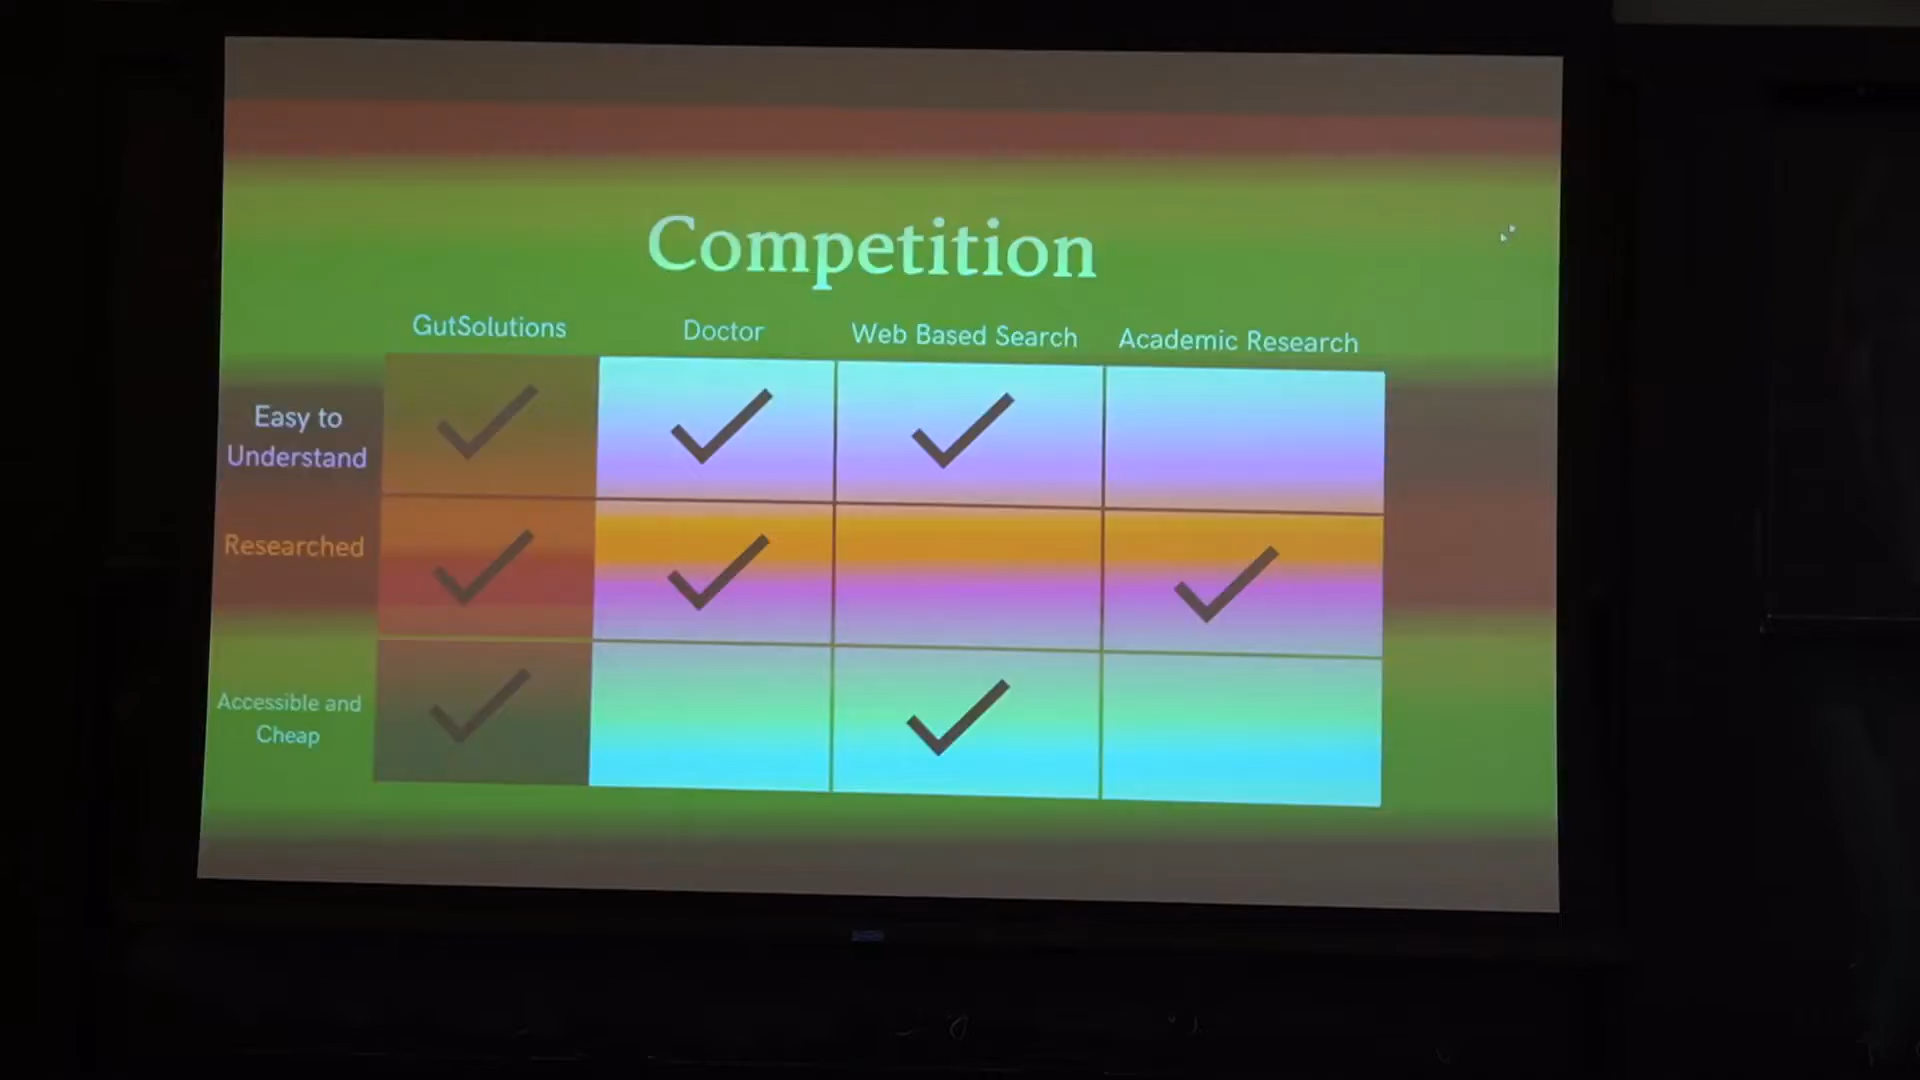 Competition
GutSolutions
Doctor
Web Based Search
Academic Research
Easy to
Understand
Researched
Accessible and
Cheap